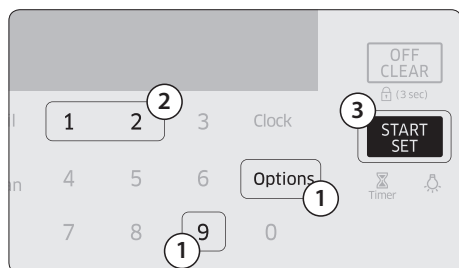 OFF
CLEAR
(3 sec)
2
3
1 2 3 Clock
START
SET
4 5 6 Options
1
Timer
7 8 9 0
1